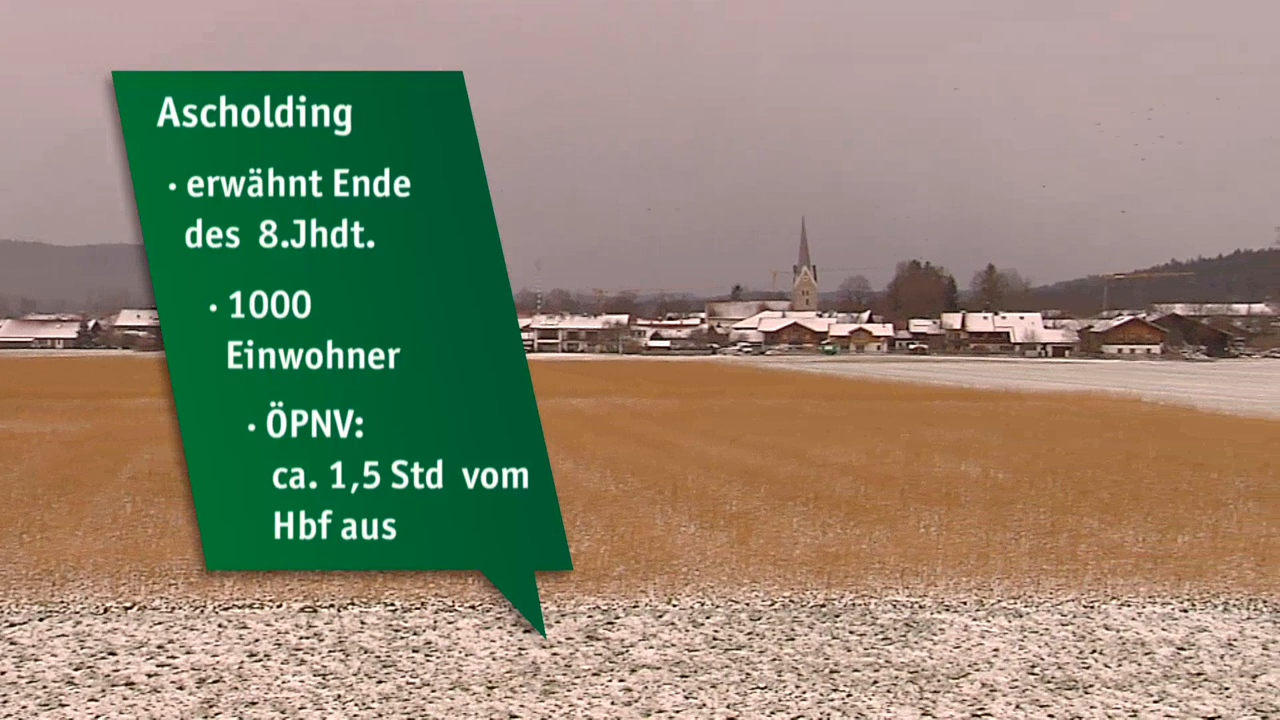 Ascholding
· erwähnt Ende
des 8.Jhdt.
· 1000
Einwohner
· ÖPNV:
ca. 1,5 Std vom
Hbf aus